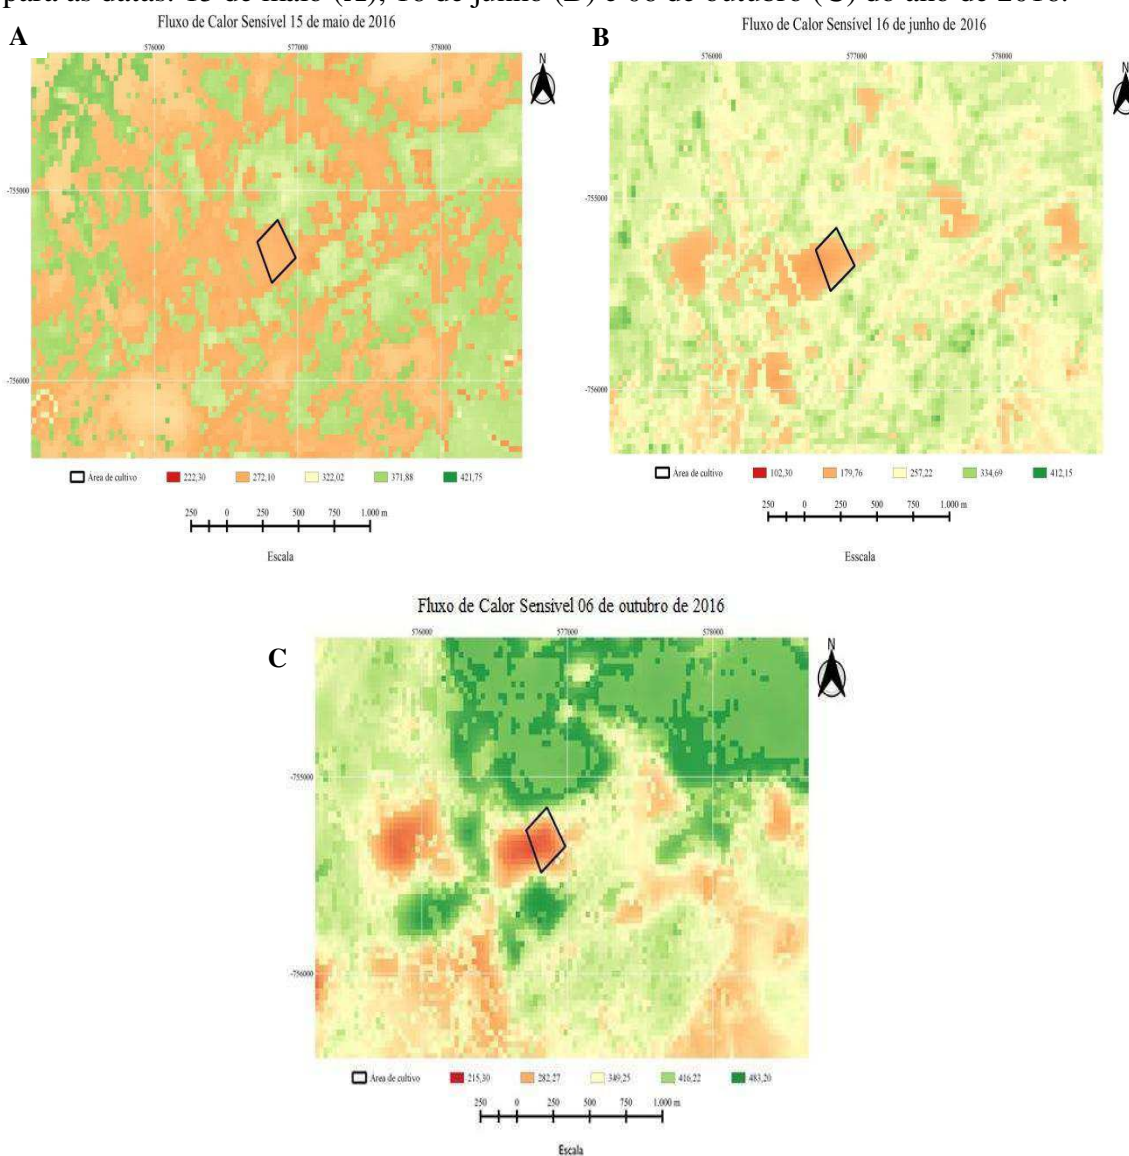 para as datas: 15 de maio (A), 16 de junho (B) e 06 de outubro (C) do ano de 2016.
Fluxo de Calor Sensível 15 de maio de 2016
A
576000 577000 578000
N
-755000
-756000
Área de cultivo 222,30 272,10 322,02 371,88 421,75
250 0 250 500 750 1.000 m
Escala
Fluxo de Calor Sensível 16 de junho de 2016
B
576000 577000 578000
N
-755000
-756000
Área de cultivo 102,30 179,76 257,22 334,69 412,15
250 0 250 500 750 1.000 m
Esscala
Fluxo de Calor Sensível 06 de outubro de 2016
C
576000 577000 578000
N
-755000
-756000
Área de cultivo 215,30 282,27 349,25 416,22 483,20
250 0 250 500 750 1.000 m
Escala